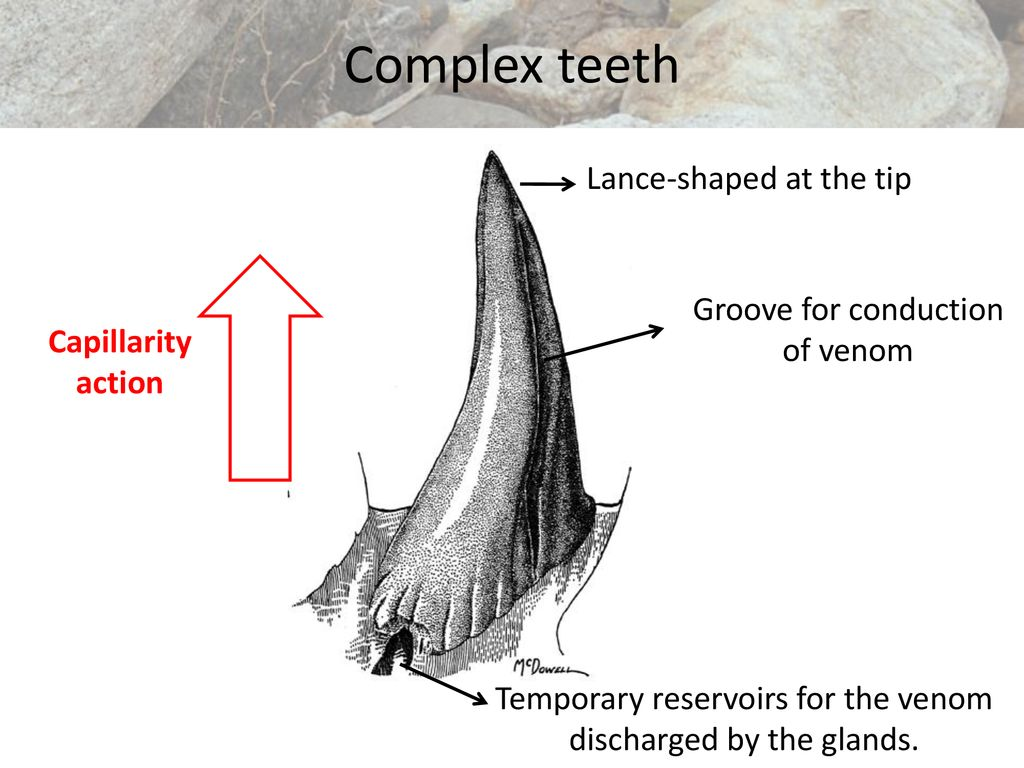 Complex teeth
Lance-shaped at the tip
Groove for conduction
of venom
Capillarity
action
McDOWELL
Temporary reservoirs for the venom
discharged by the glands.